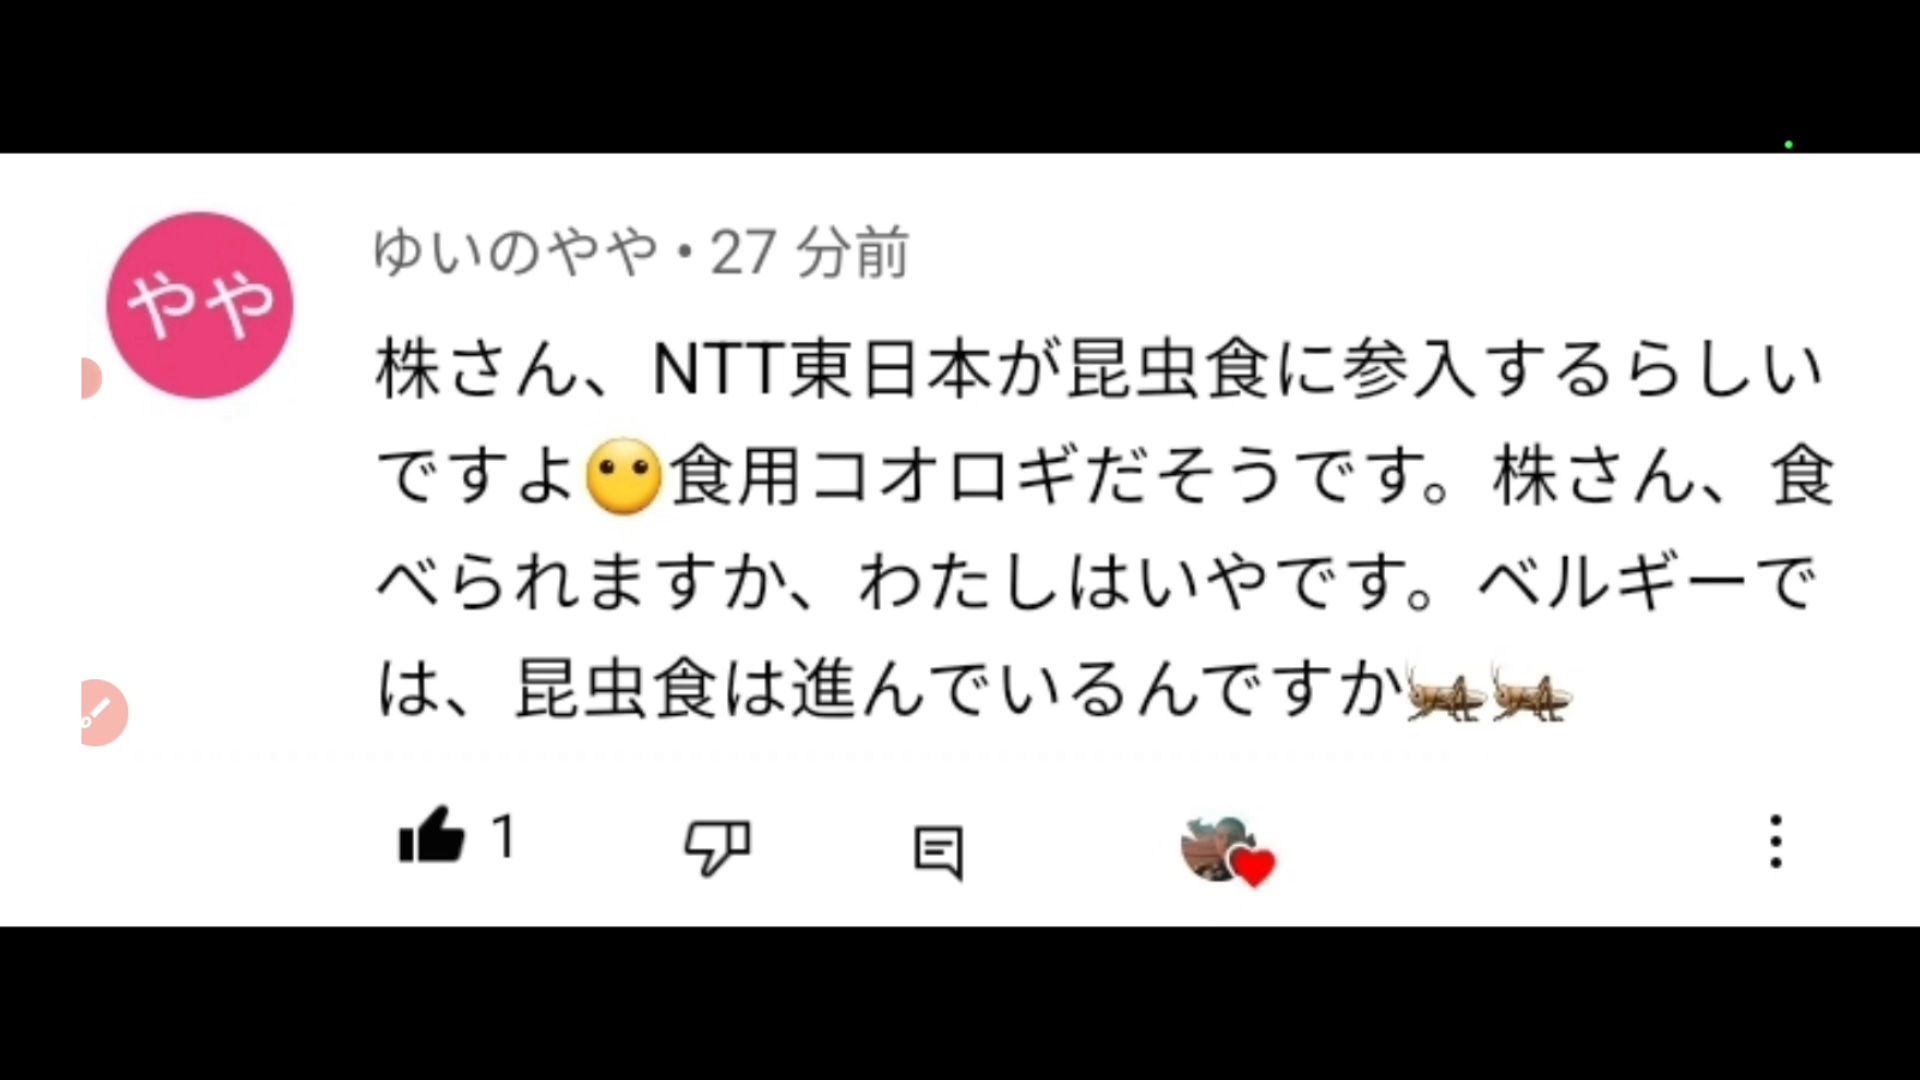 やや
ゆいのやや・27 分前
株さん、NTT東日本が昆虫食に参入するらしい
ですよ😶食用コオロギだそうです。株さん、食
べられますか、わたしはいやです。ベルギーで
は、昆虫食は進んでいるんですか🦗🦗
1